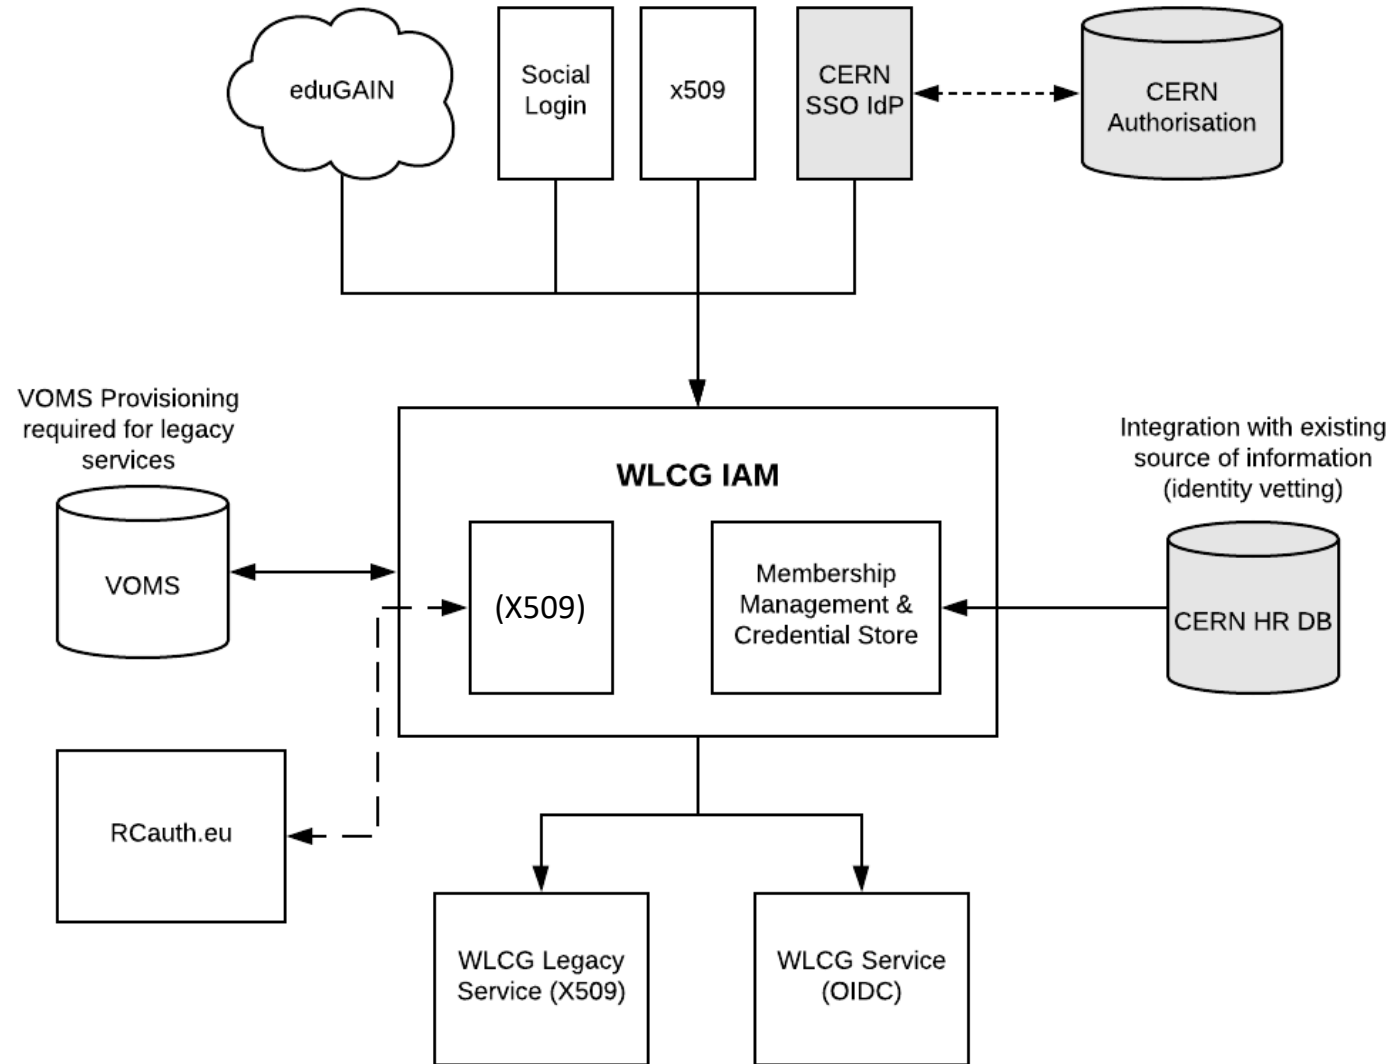 eduGAIN
Social
Login
x509
CERN
SSO IdP
CERN
Authorisation
VOMS Provisioning
required for legacy
services
Integration with existing
source of information
(identity vetting)
WLCG IAM
VOMS
(X509)
Membership
Management &
Credential Store
CERN HR DB
RCauth.eu
WLCG Legacy
Service (X509)
WLCG Service
(OIDC)